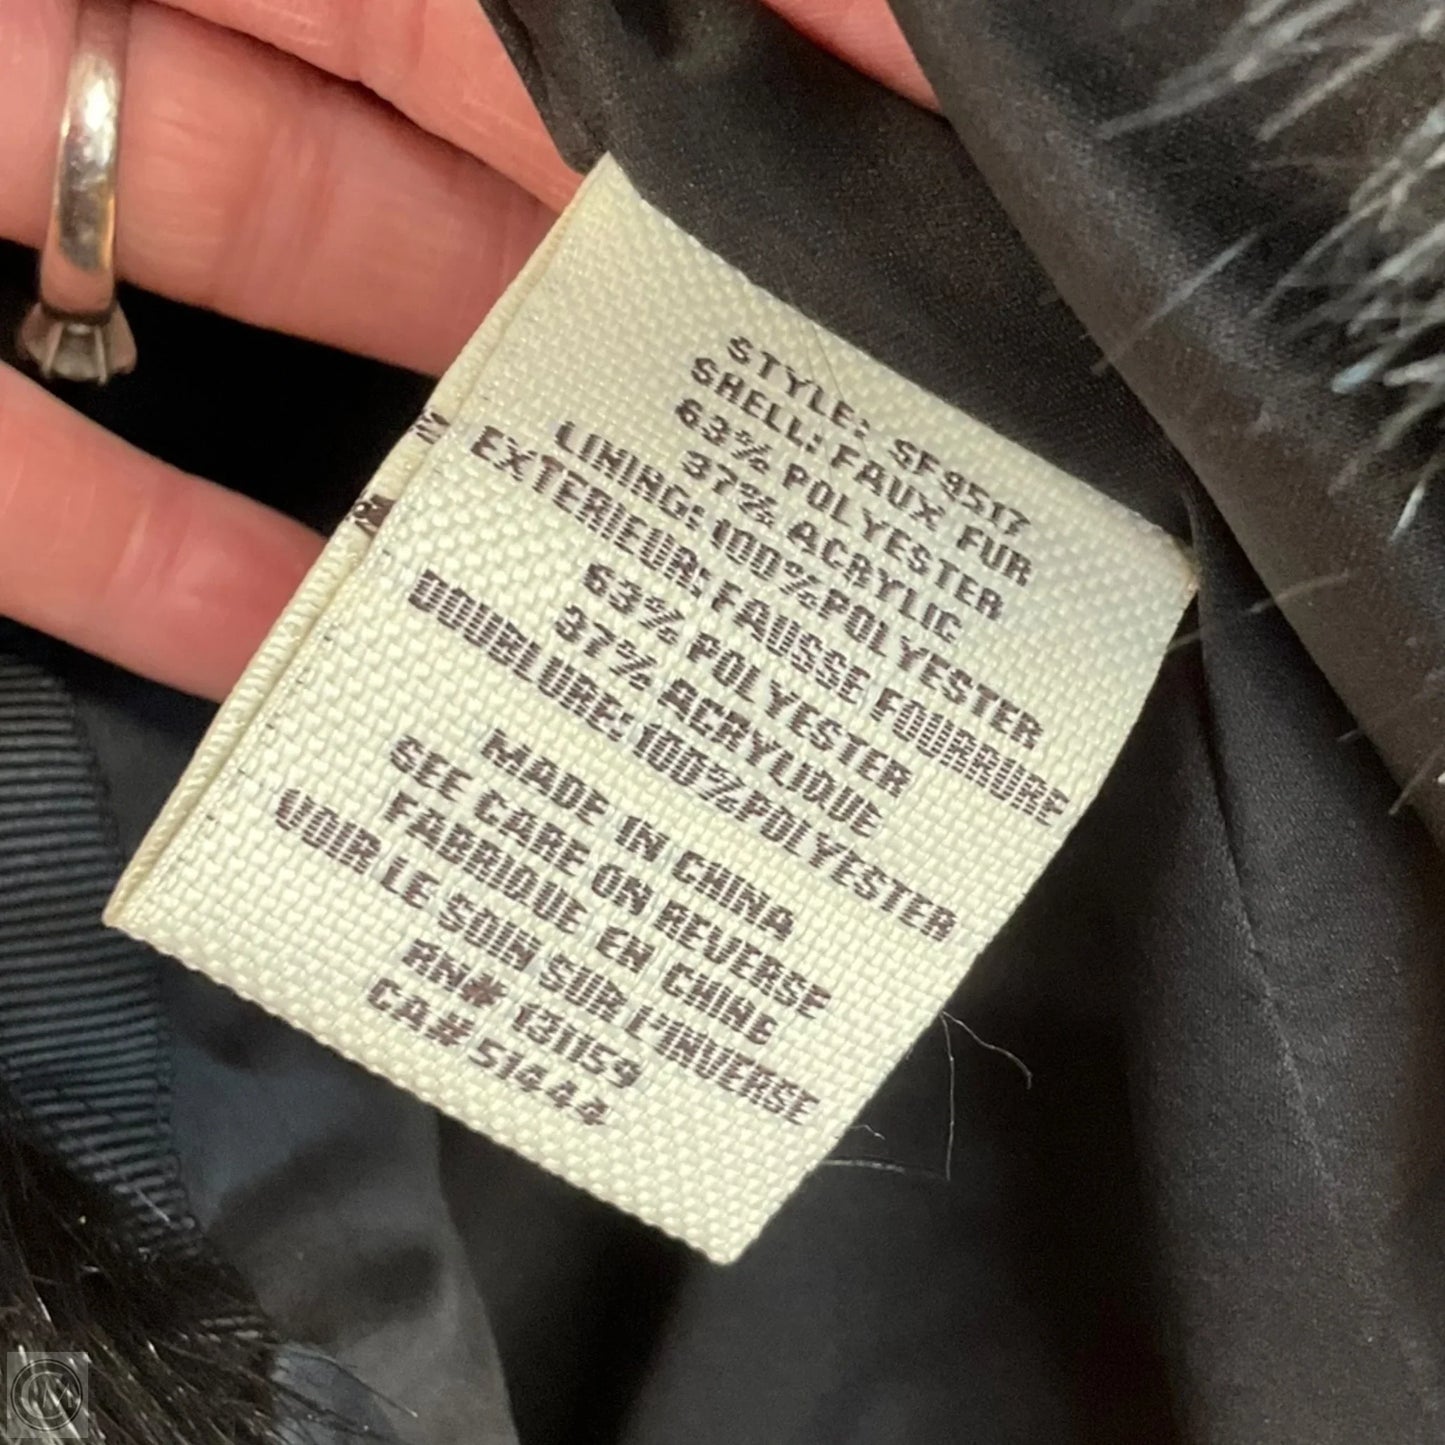 STYLE: SF9517
SHELL: FAUX FUR
63% POLYESTER
37% ACRYLIC
LINING: 100%POLYESTER
EXTERIEUR: FAUSSE FOURRURE
63% POLYESTER
37% ACRYLIQUE
DOUBLURE: 100%POLYESTER
MADE IN CHINA
SEE CARE ON REVERSE
FABRIQUE EN CHINE
VOIR LE SOIN SUR L'INVERSE
RN# 131159
CA# 51444